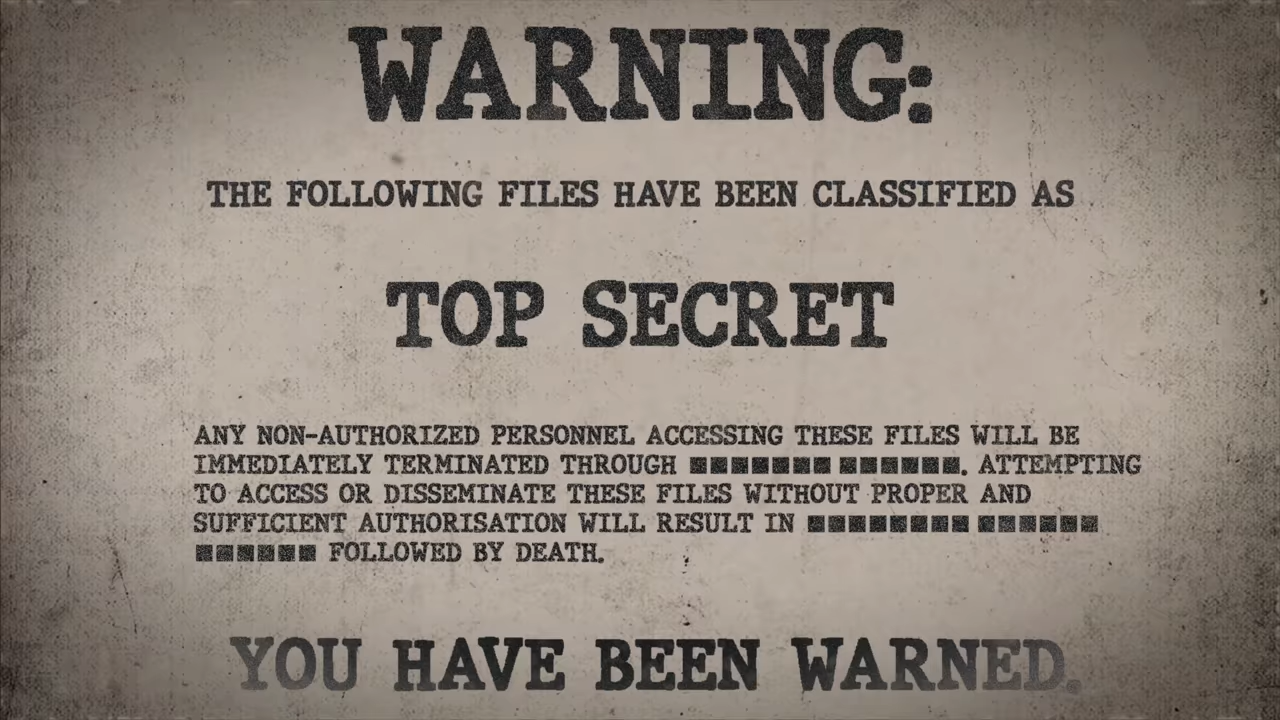 WARNING:
THE FOLLOWING FILES HAVE BEEN CLASSIFIED AS
TOP SECRET
ANY NON-AUTHORIZED PERSONNEL ACCESSING THESE FILES WILL BE
IMMEDIATELY TERMINATED THROUGH ■■■■■■■ ■■■■■■. ATTEMPTING
TO ACCESS OR DISSEMINATE THESE FILES WITHOUT PROPER AND
SUFFICIENT AUTHORISATION WILL RESULT IN ■■■■■■■■ ■■■■■■
■■■■■■ FOLLOWED BY DEATH.
YOU HAVE BEEN WARNED.